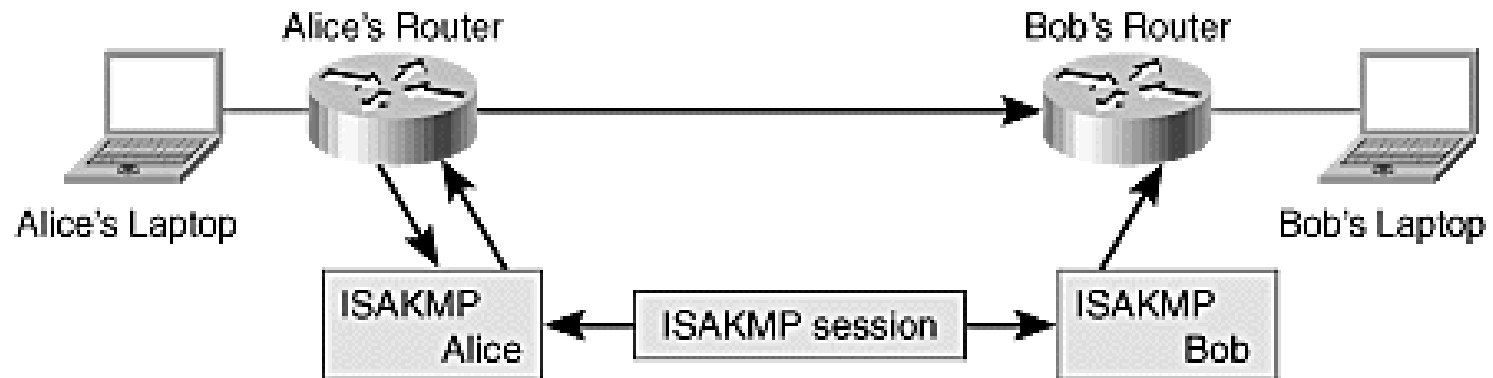 Alice's Router
Bob's Router
Alice's Laptop
Bob's Laptop
ISAKMP
Alice
ISAKMP session
ISAKMP
Bob